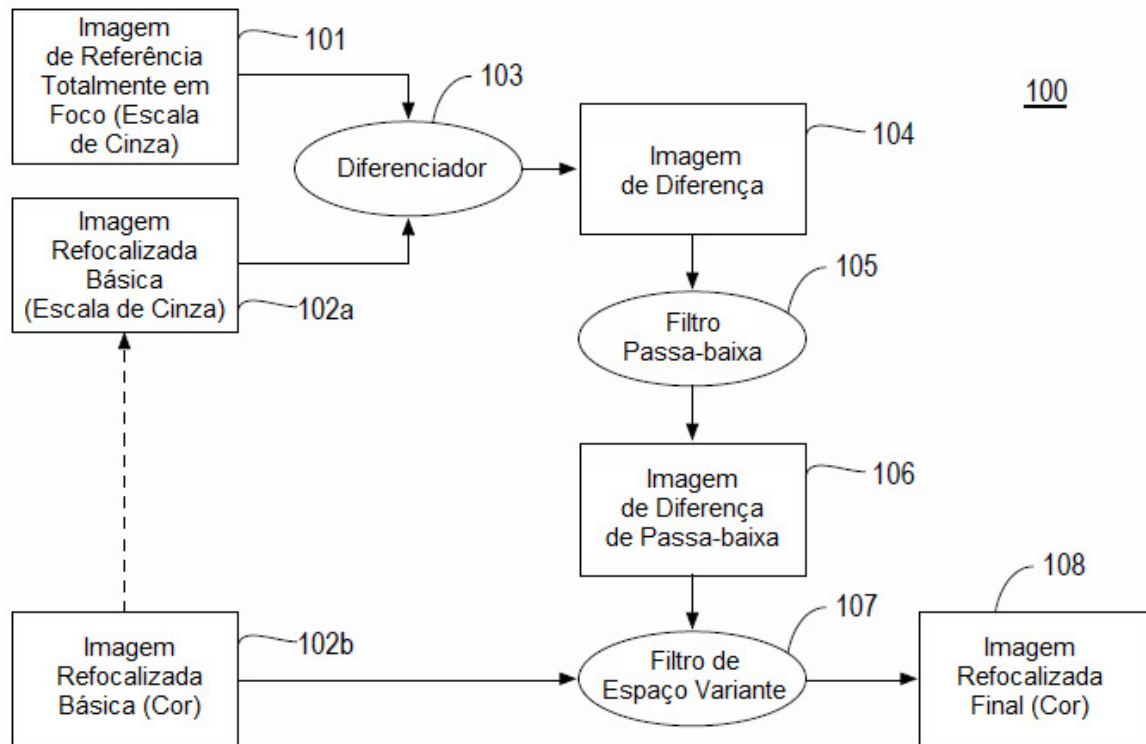 Imagem
de Referência
Totalmente em
Foco (Escala
de Cinza)
101
103
Diferenciador
100
Imagem
de Diferença
104
Imagem
Refocalizada
Básica
(Escala de Cinza)
102a
Filtro
Passa-baixa
105
Imagem
de Diferença
de Passa-baixa
106
Imagem
Refocalizada
Básica (Cor)
102b
Filtro de
Espaço Variante
107
Imagem
Refocalizada
Final (Cor)
108